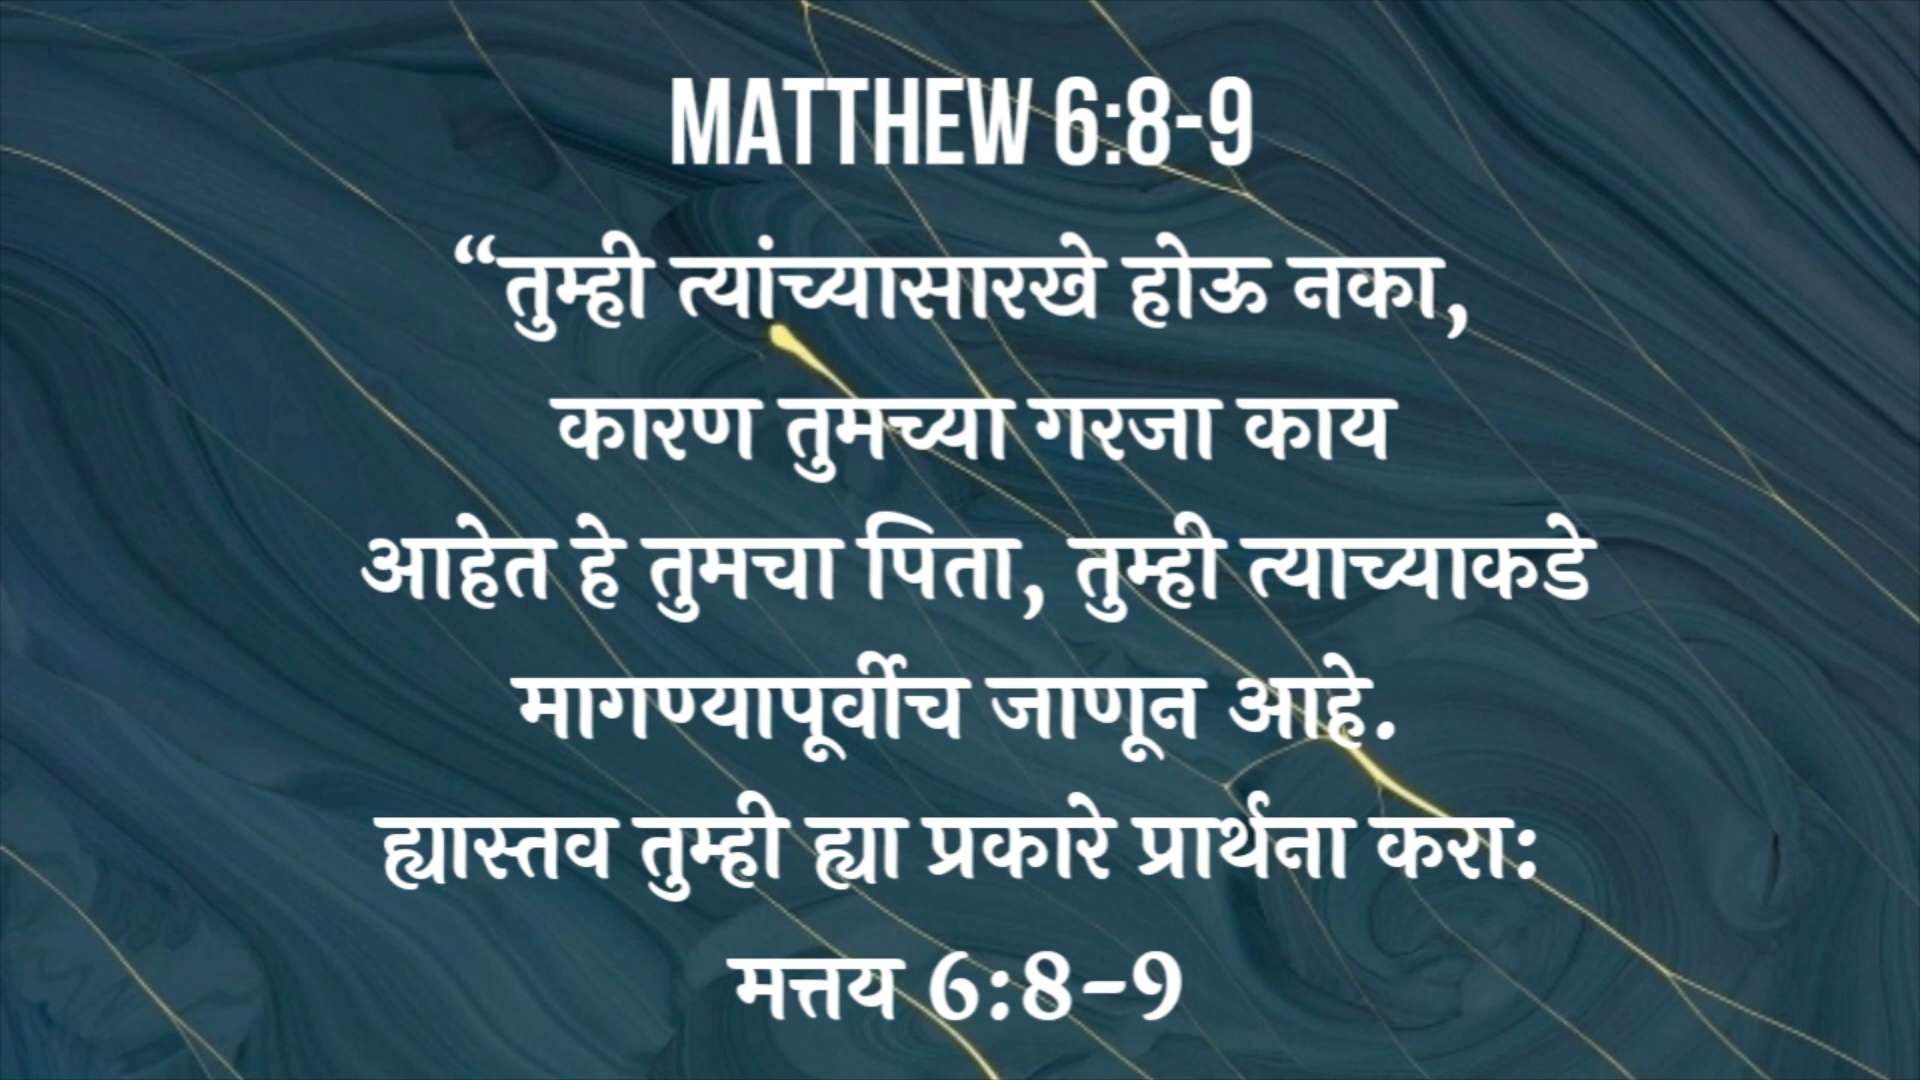 MATTHEW 6:8-9
“तुम्ही त्यांच्यासारखे होऊ नका,
कारण तुमच्या गरजा काय
आहेत हे तुमचा पिता, तुम्ही त्याच्याकडे
मागण्यापूर्वीच जाणून आहे.
ह्यास्तव तुम्ही ह्या प्रकारे प्रार्थना करा:
मत्तय 6:8-9